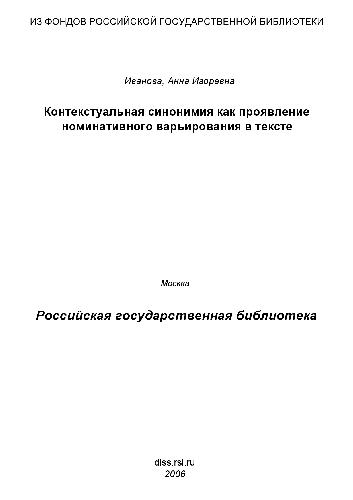 ИЗ ФОНДОВ РОССИЙСКОЙ ГОСУДАРСТВЕННОЙ БИБЛИОТЕКИ
Иванова, Анна Игоревна
Контекстуальная синонимия как проявление
номинативного варьирования в тексте
Москва
Российская государственная библиотека
diss.rsl.ru
2006